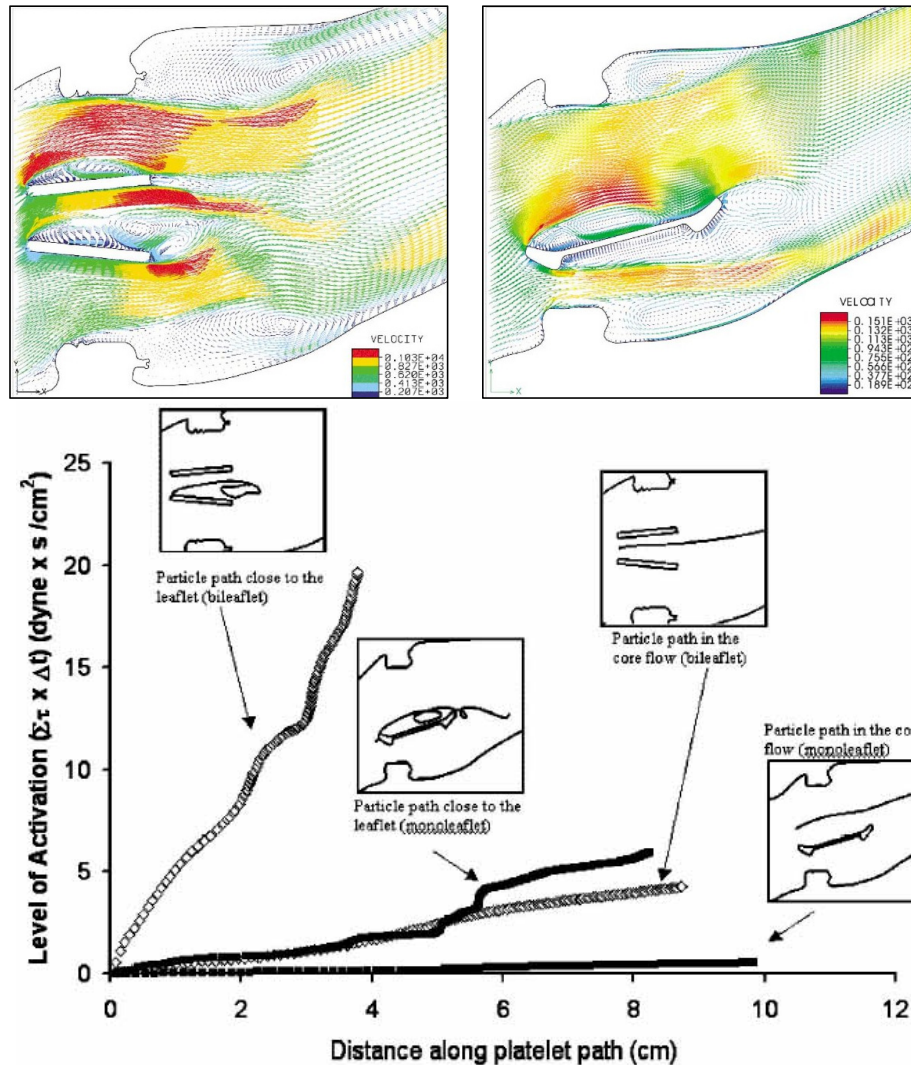 Y
X
VELOCITY
0.103E+04
0.827E+03
0.620E+03
0.413E+03
0.207E+03
Y
X
VELOCITY
0.151E+03
0.132E+03
0.113E+03
0.943E+02
0.755E+02
0.566E+02
0.377E+02
0.189E+02
Level of Activation (Στ x Δt) (dyne x s /cm²)
25
20
15
10
5
0
Particle path close to the
leaflet (bileaflet)
Particle path close to the
leaflet (monoleaflet)
Particle path in the
core flow (bileaflet)
Particle path in the co
flow (monoleaflet)
0 2 4 6 8 10 12
Distance along platelet path (cm)